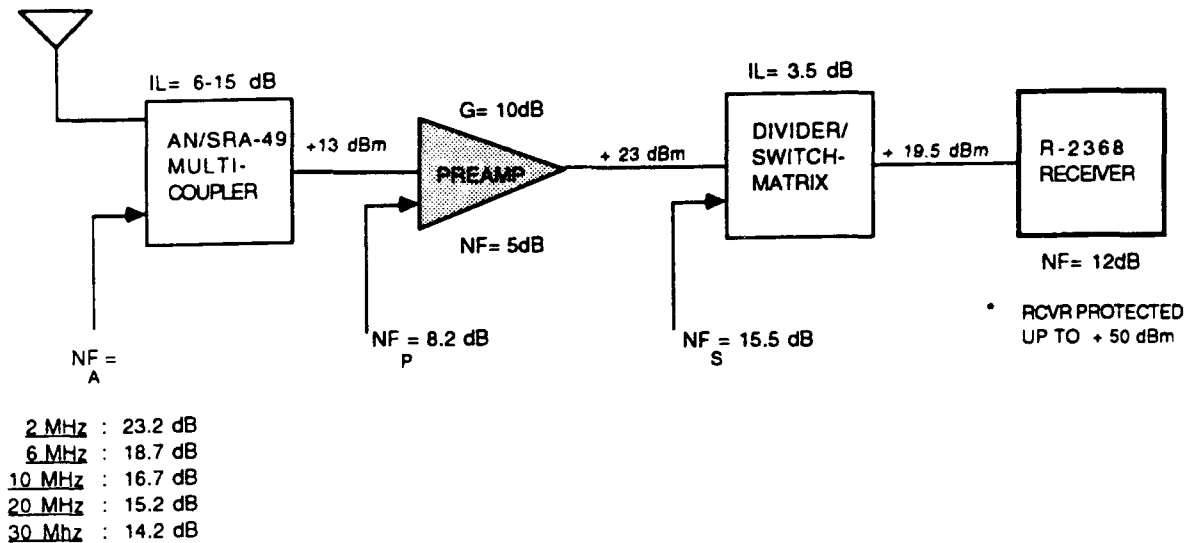 IL= 6-15 dB
AN/SRA-49
MULTI-
COUPLER
+13 dBm
G= 10dB
PREAMP
NF= 5dB
+ 23 dBm
IL= 3.5 dB
DIVIDER/
SWITCH-
MATRIX
+ 19.5 dBm
R-2368
RECEIVER
NF= 12dB
* RCVR PROTECTED
UP TO + 50 dBm
NF =
A
NF = 8.2 dB
P
NF = 15.5 dB
S
2 MHz : 23.2 dB
6 MHz : 18.7 dB
10 MHz : 16.7 dB
20 MHz : 15.2 dB
30 Mhz : 14.2 dB